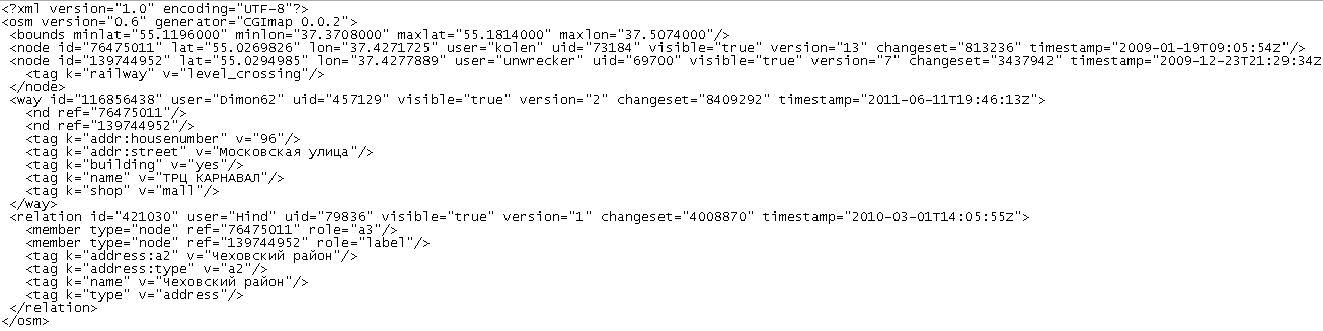 <?xml version="1.0" encoding="UTF-8"?>
<osm version="0.6" generator="CGImap 0.0.2">
<bounds minlat="55.1196000" minlon="37.3708000" maxlat="55.1814000" maxlon="37.5074000"/>
<node id="76475011" lat="55.0269826" lon="37.4271725" user="kolen" uid="73184" visible="true" version="13" changeset="813236" timestamp="2009-01-19T09:05:54Z"/>
<node id="139744952" lat="55.0294985" lon="37.4277889" user="unwrecker" uid="69700" visible="true" version="7" changeset="3437942" timestamp="2009-12-23T21:29:34Z
<tag k="railway" v="level_crossing"/>
</node>
<way id="116856438" user="Dimon62" uid="457129" visible="true" version="2" changeset="8409292" timestamp="2011-06-11T19:46:13Z">
<nd ref="76475011"/>
<nd ref="139744952"/>
<tag k="addr:housenumber" v="96"/>
<tag k="addr:street" v="Московская улица"/>
<tag k="building" v="yes"/>
<tag k="name" v="ТРЦ КАРНАВАЛ"/>
<tag k="shop" v="mall"/>
</way>
<relation id="421030" user="Hind" uid="79836" visible="true" version="1" changeset="4008870" timestamp="2010-03-01T14:05:55Z">
<member type="node" ref="76475011" role="a3"/>
<member type="node" ref="139744952" role="label"/>
<tag k="address:a2" v="Чеховский район"/>
<tag k="address:type" v="a2"/>
<tag k="name" v="Чеховский район"/>
<tag k="type" v="address"/>
</relation>
</osm>